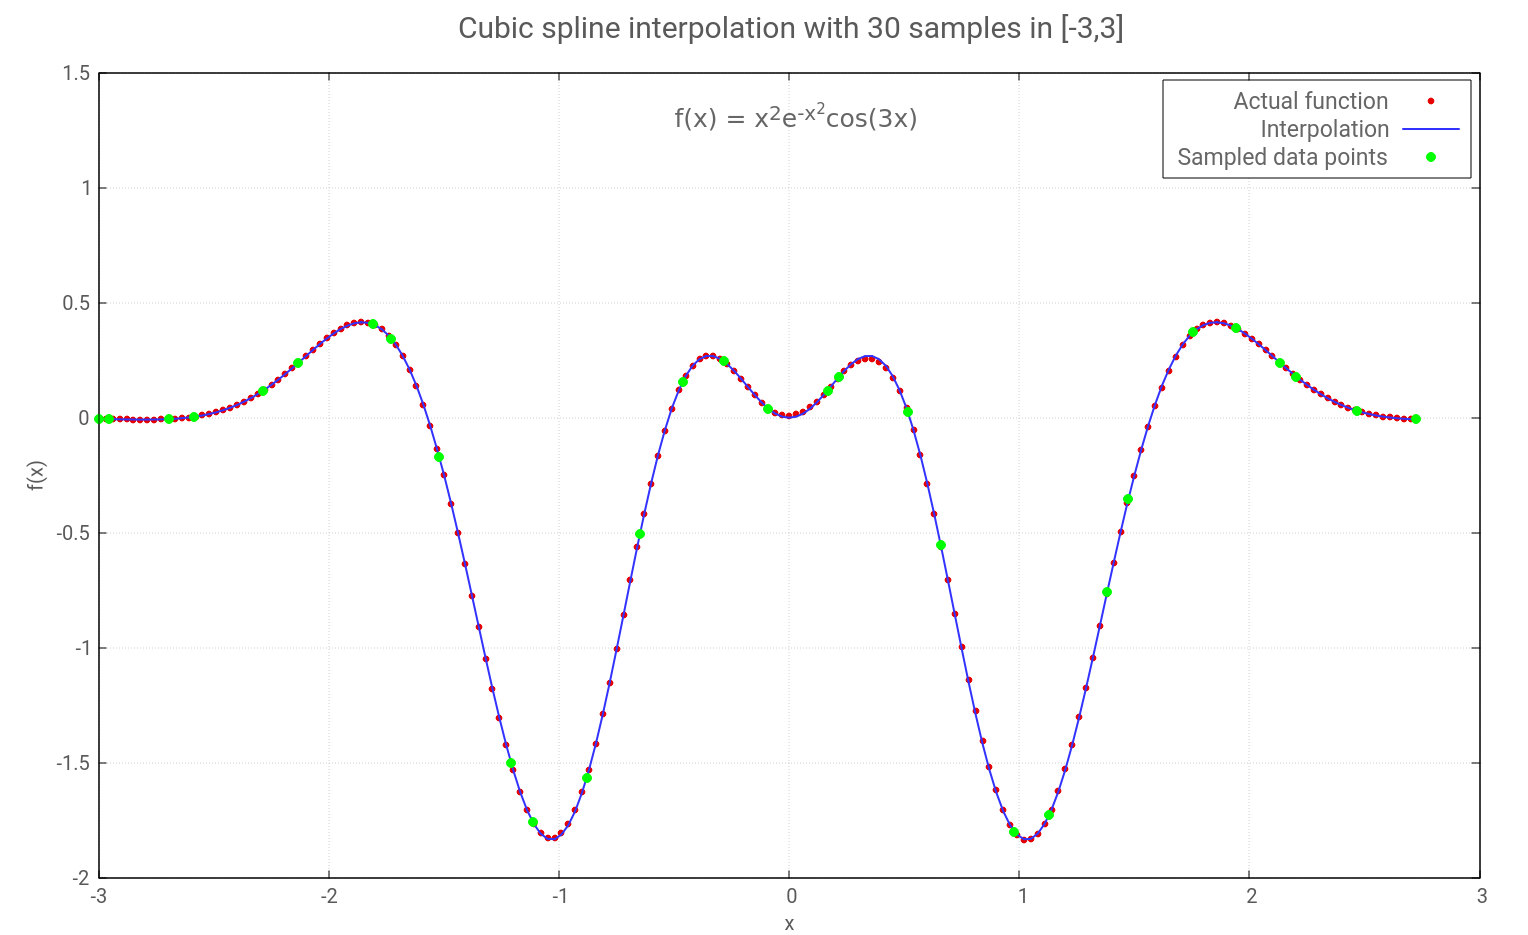 Cubic spline interpolation with 30 samples in [-3,3]
f(x) = x²e^-x²cos(3x)
Actual function
Interpolation
Sampled data points
1.5
1
0.5
0
-0.5
-1
-1.5
-2
f(x)
-3 -2 -1 0 1 2 3
x